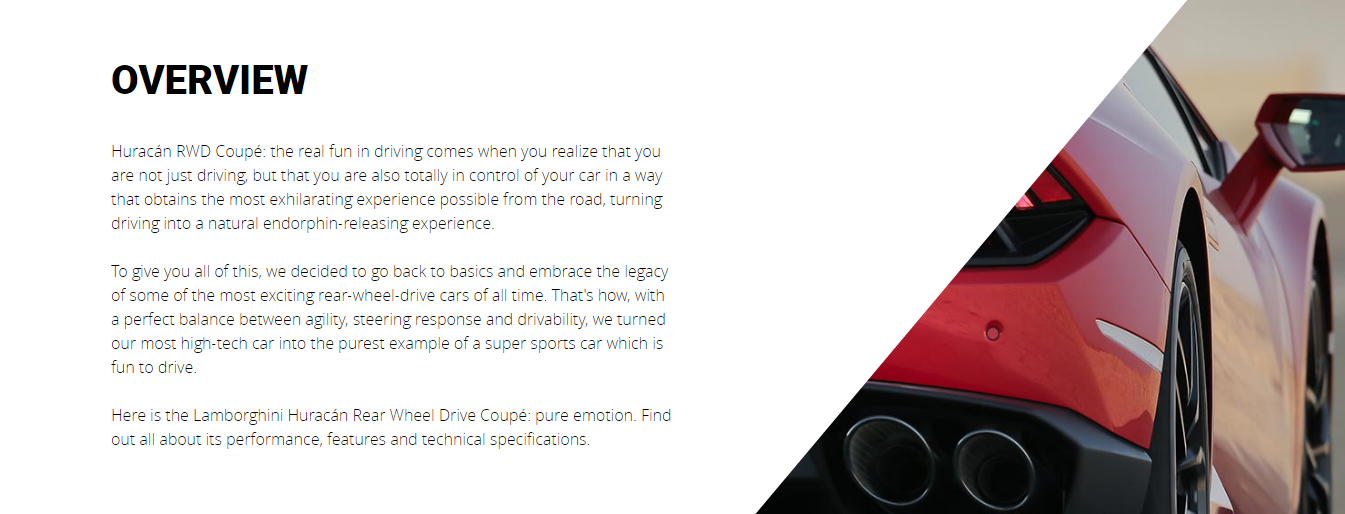 OVERVIEW
Huracán RWD Coupé: the real fun in driving comes when you realize that you
are not just driving, but that you are also totally in control of your car in a way
that obtains the most exhilarating experience possible from the road, turning
driving into a natural endorphin-releasing experience.
To give you all of this, we decided to go back to basics and embrace the legacy
of some of the most exciting rear-wheel-drive cars of all time. That's how, with
a perfect balance between agility, steering response and drivability, we turned
our most high-tech car into the purest example of a super sports car which is
fun to drive.
Here is the Lamborghini Huracán Rear Wheel Drive Coupé: pure emotion. Find
out all about its performance, features and technical specifications.